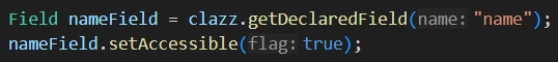 Field nameField = clazz.getDeclaredField(name: "name");
nameField.setAccessible(flag: true);